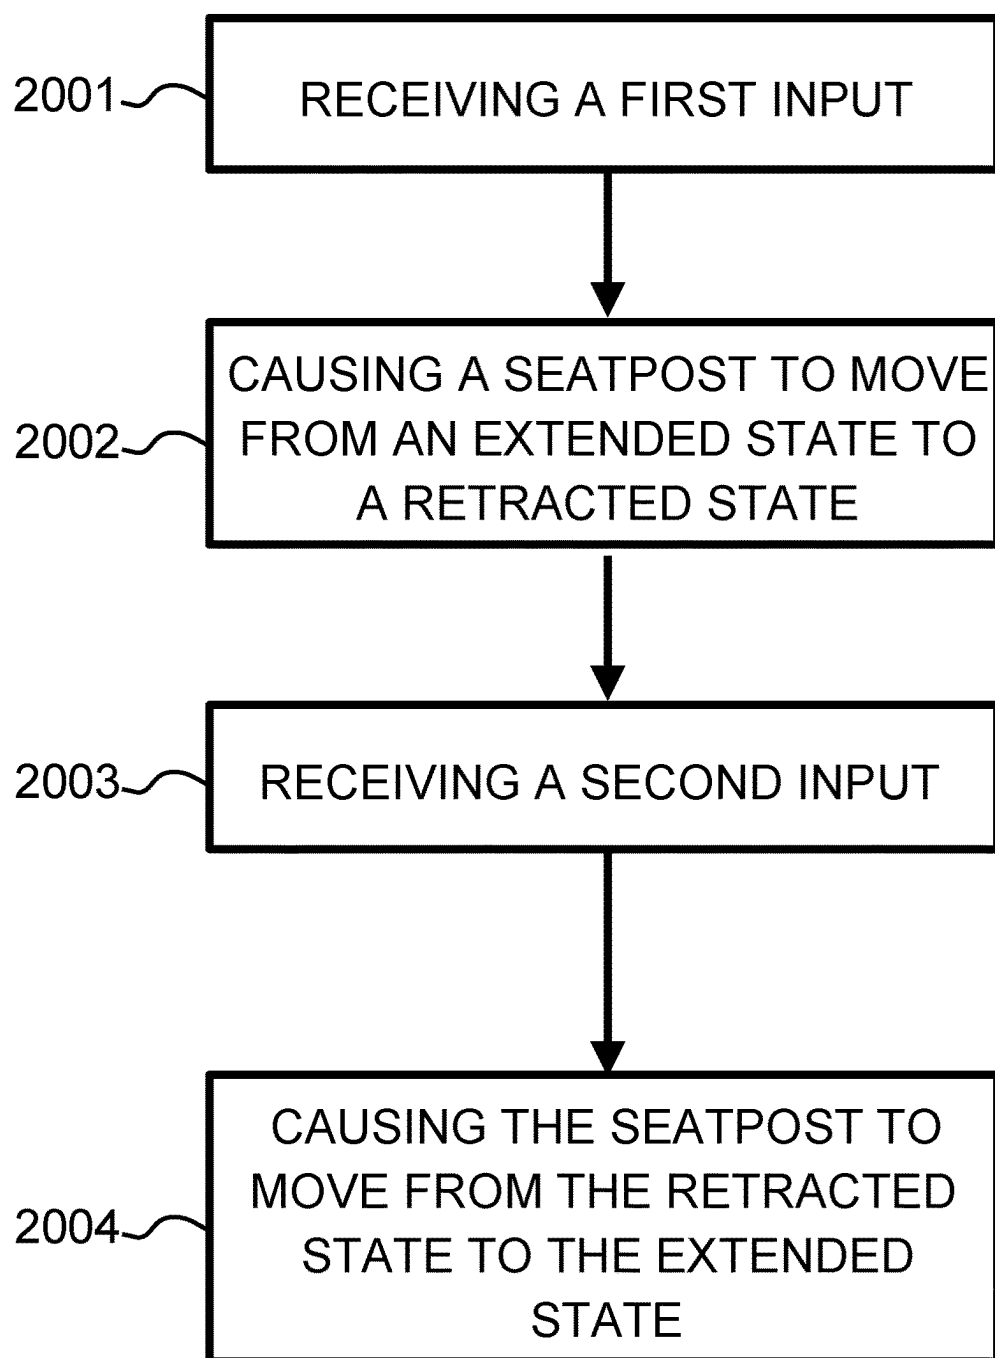 2001
RECEIVING A FIRST INPUT
2002
CAUSING A SEATPOST TO MOVE
FROM AN EXTENDED STATE TO
A RETRACTED STATE
2003
RECEIVING A SECOND INPUT
2004
CAUSING THE SEATPOST TO
MOVE FROM THE RETRACTED
STATE TO THE EXTENDED
STATE